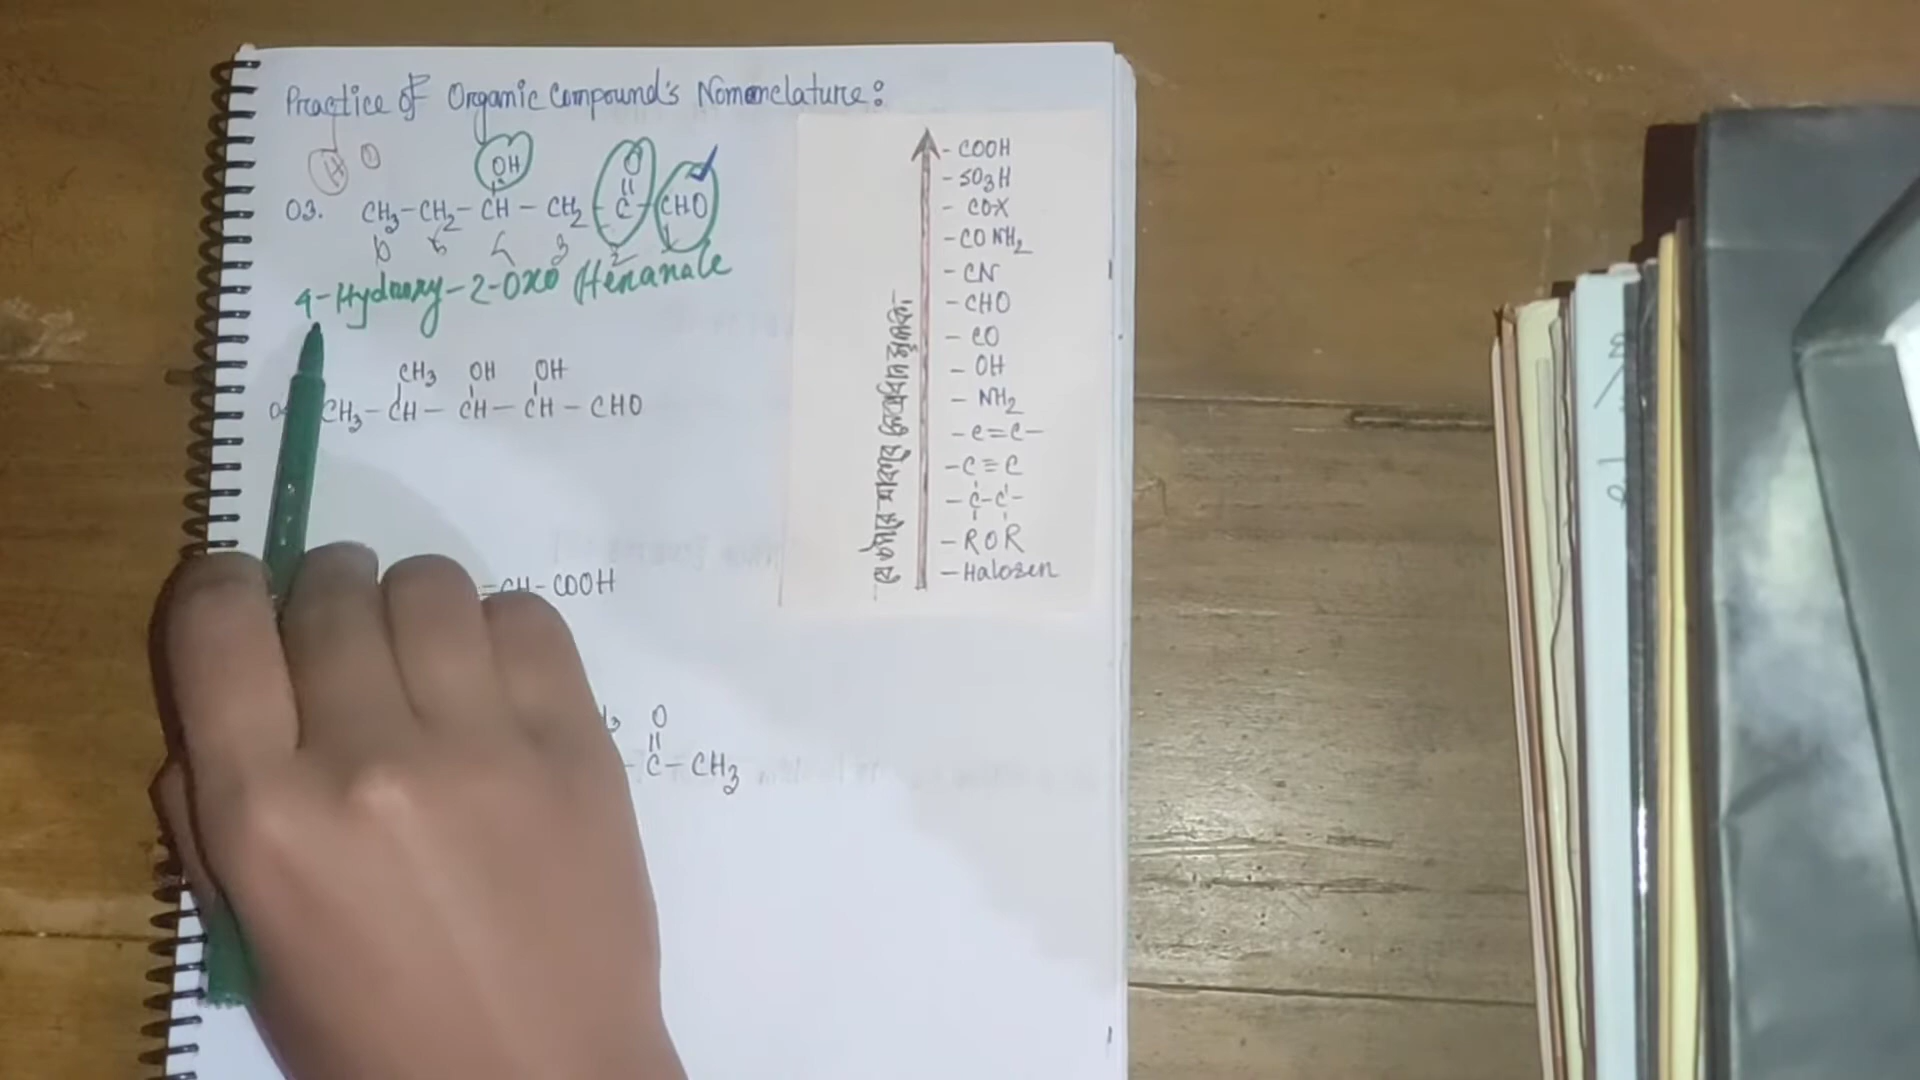 Practice of Organic Compound's Nomenclature:
H O
OH O
03. CH3-CH2-CH-CH2-C-CHO
6 5 4 3 2 1
4-Hydroxy-2-Oxo Hexanale
CH3 OH OH
CH3-CH-CH-CH-CHO
=CH-COOH
O
-C-CH3
-COOH
-SO3H
-COX
-CONH2
-CN
-CHO
-CO
-OH
-NH2
-C=C-
-C≡C
-C-C-
-ROR
-Halogen